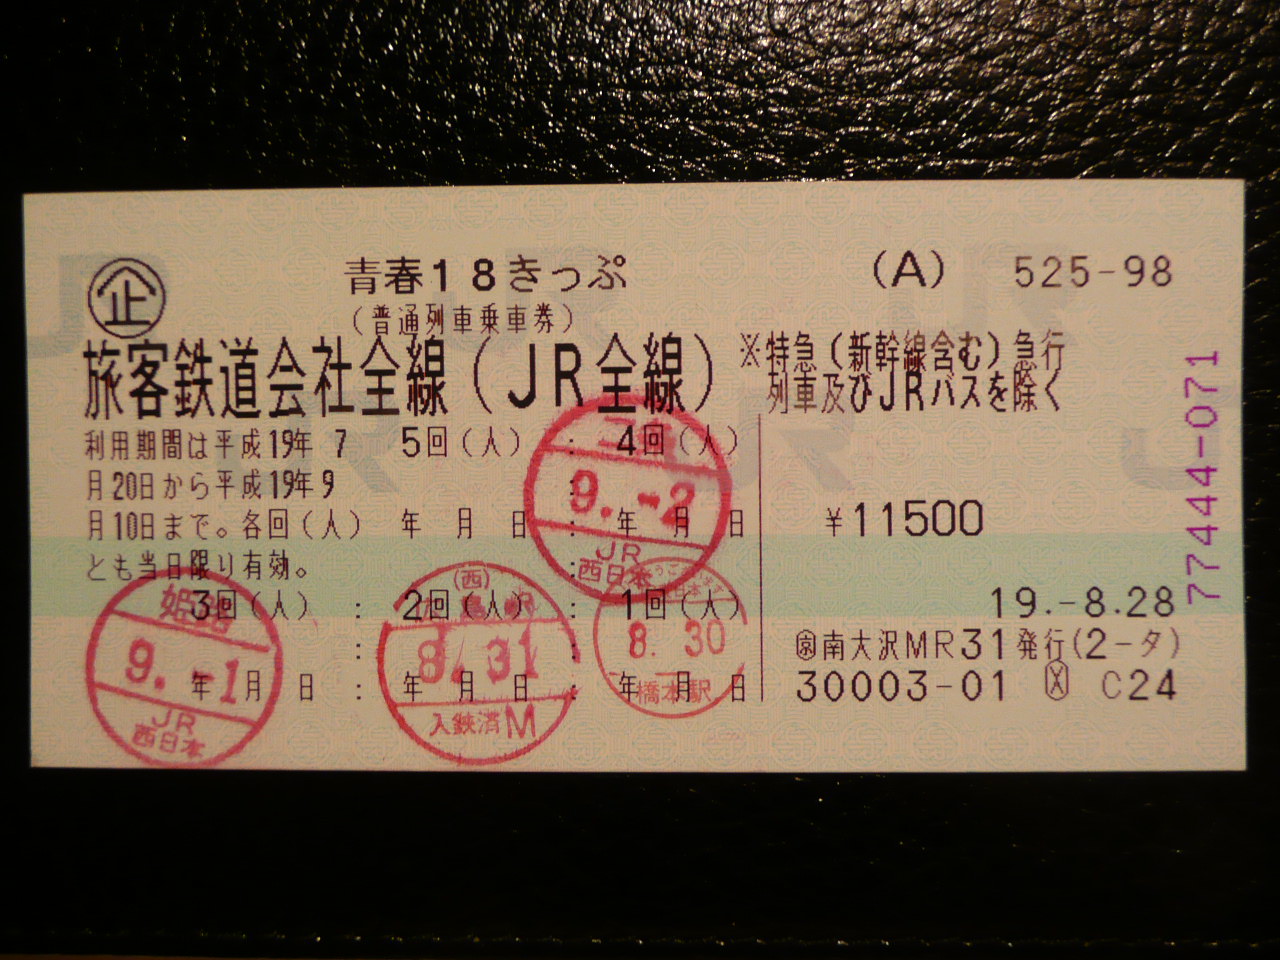 企 青春18きっぷ (A) 525-98
(普通列車乗車券)
旅客鉄道会社全線(JR全線) ※特急(新幹線含む)急行
列車及びJRバスを除く
利用期間は平成19年7 5回(人) : 4回(人)
月20日から平成19年9
月10日まで。各回(人) 年 月 日 : 年 月 日 ¥11500
とも当日限り有効。
3回(人) : 2回(人) : 1回(人) 19.-8.28
年 月 日 : 年 月 日 : 年 月 日
南大沢MR31発行(2-タ)
30003-01 X C24
77444-071
9.-2
JR
西日本
姫路
9.-1
JR
西日本
(西)
8.31
入鋏済M
8.30
橋本駅